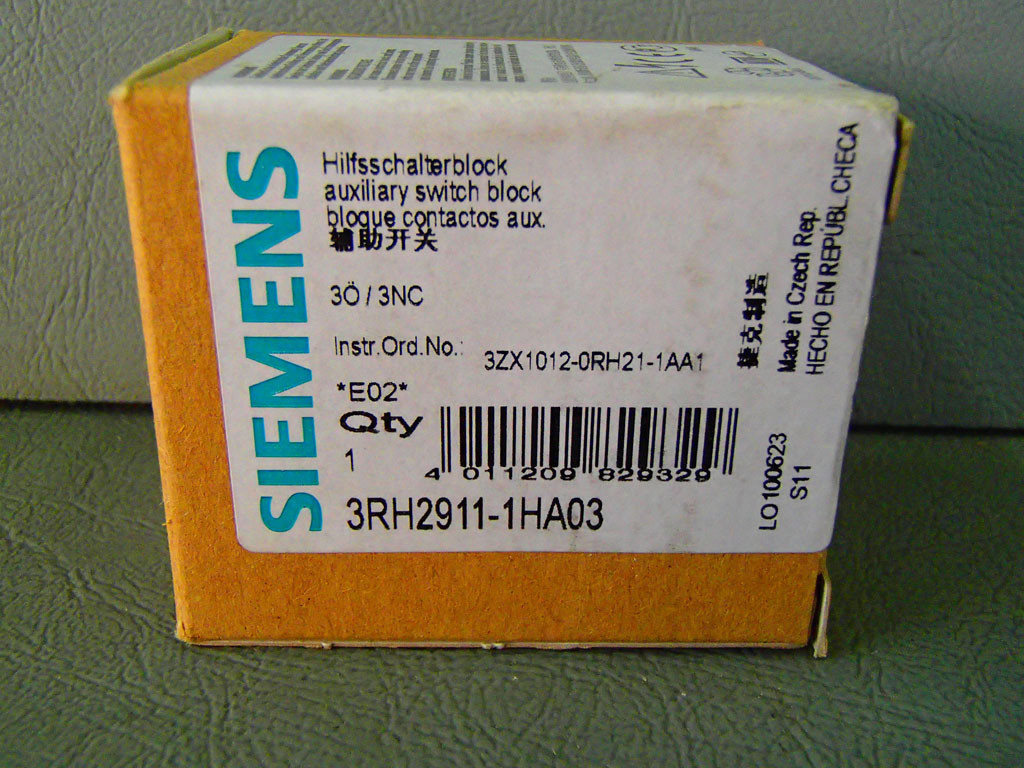 SIEMENS
Hilfsschalterblock
auxiliary switch block
bloque contactos aux.
辅助开关
3Ö / 3NC
Instr.Ord.No.: 3ZX1012-0RH21-1AA1
*E02*
Qty
1
4 011209 829329
3RH2911-1HA03
捷克制造
Made in Czech Rep.
HECHO EN REPÚBL.CHECA
LO100623
S11